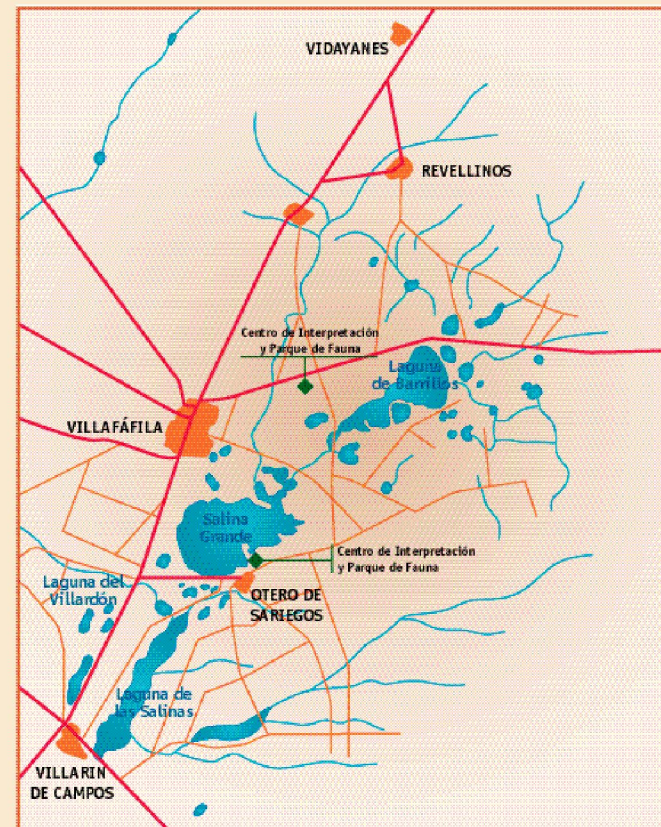 VIDAYANES
REVELLINOS
Centro de Interpretación
y Parque de Fauna
Laguna
de Barrillos
VILLAFÁFILA
Salina
Grande
Centro de Interpretación
y Parque de Fauna
Laguna del
Villardón
OTERO DE
SARIEGOS
Laguna de
las Salinas
VILLARIN
DE CAMPOS